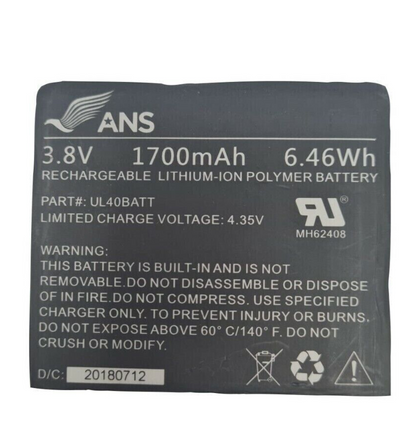 ANS
3.8V 1700mAh 6.46Wh
RECHARGEABLE LITHIUM-ION POLYMER BATTERY
PART#: UL40BATT
LIMITED CHARGE VOLTAGE: 4.35V
MH62408
WARNING:
THIS BATTERY IS BUILT-IN AND IS NOT
REMOVABLE.DO NOT DISASSEMBLE OR DISPOSE
OF IN FIRE.DO NOT COMPRESS. USE SPECIFIED
CHARGER ONLY. TO PREVENT INJURY OR BURNS,
DO NOT EXPOSE ABOVE 60° C/140° F. DO NOT
CRUSH OR MODIFY.
D/C: 20180712